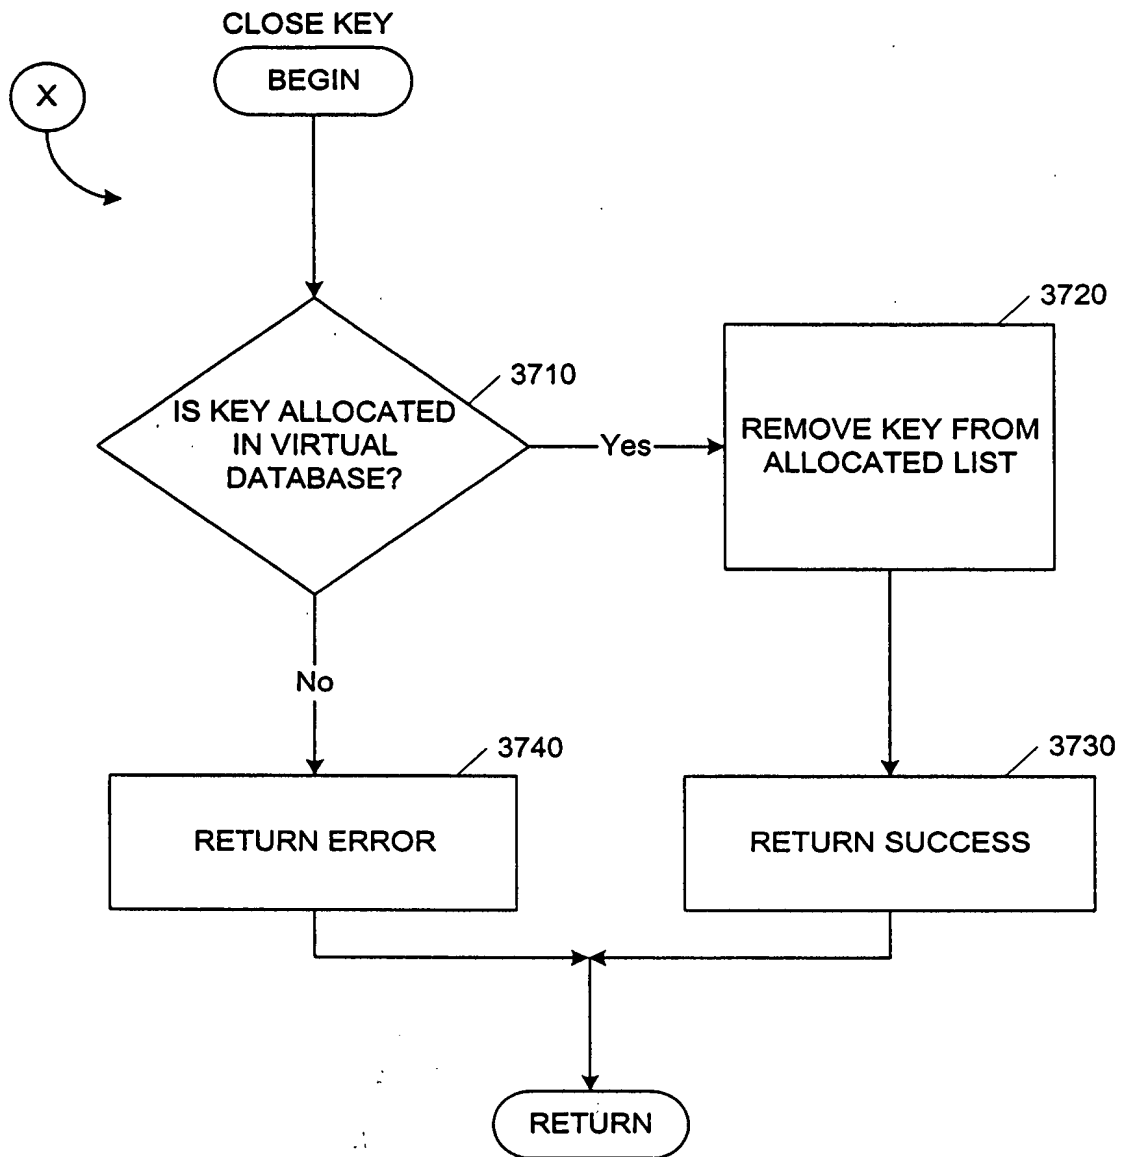 CLOSE KEY
BEGIN
X
3710
IS KEY ALLOCATED
IN VIRTUAL
DATABASE?
Yes
3720
REMOVE KEY FROM
ALLOCATED LIST
No
3740
RETURN ERROR
3730
RETURN SUCCESS
RETURN